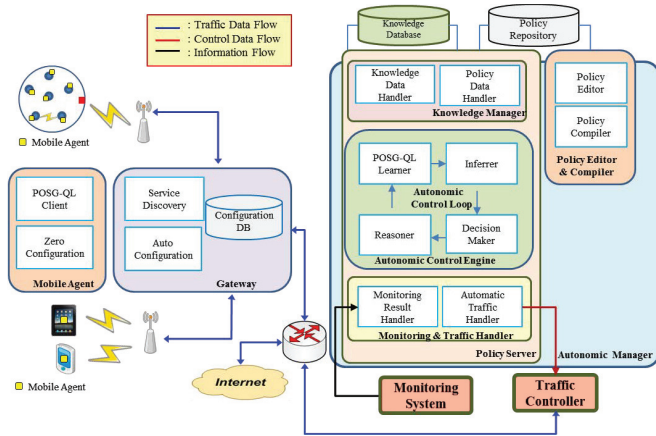 : Traffic Data Flow
: Control Data Flow
: Information Flow
Knowledge
Database
Policy
Repository
Mobile Agent
Knowledge
Data
Handler
Policy
Data
Handler
Knowledge Manager
Policy
Editor
Policy
Compiler
Policy Editor
& Compiler
POSG-QL
Client
Zero
Configuration
Mobile Agent
Service
Discovery
Auto
Configuration
Configuration
DB
Gateway
POSG-QL
Learner
Inferrer
Autonomic
Control Loop
Reasoner
Decision
Maker
Autonomic Control Engine
Monitoring
Result
Handler
Automatic
Traffic
Handler
Monitoring & Traffic Handler
Policy Server
Autonomic Manager
Mobile Agent
Internet
Monitoring
System
Traffic
Controller